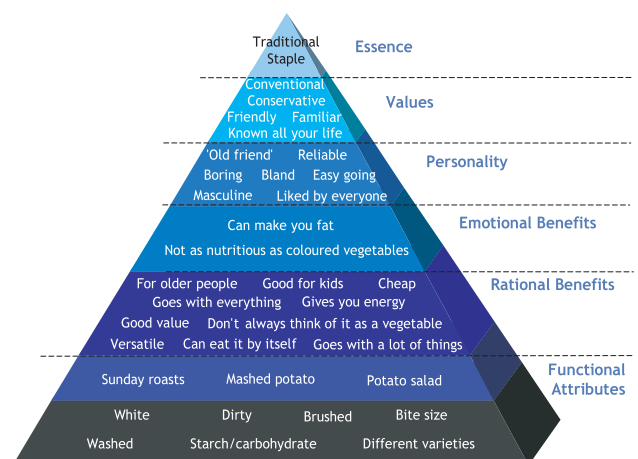 Traditional
Staple
Essence
Conventional
Conservative
Friendly Familiar
Known all your life
Values
'Old friend' Reliable
Boring Bland Easy going
Masculine Liked by everyone
Personality
Can make you fat
Not as nutritious as coloured vegetables
Emotional Benefits
For older people Good for kids Cheap
Goes with everything Gives you energy
Good value Don't always think of it as a vegetable
Versatile Can eat it by itself Goes with a lot of things
Rational Benefits
Sunday roasts Mashed potato Potato salad
Functional
Attributes
White Dirty Brushed Bite size
Washed Starch/carbohydrate Different varieties